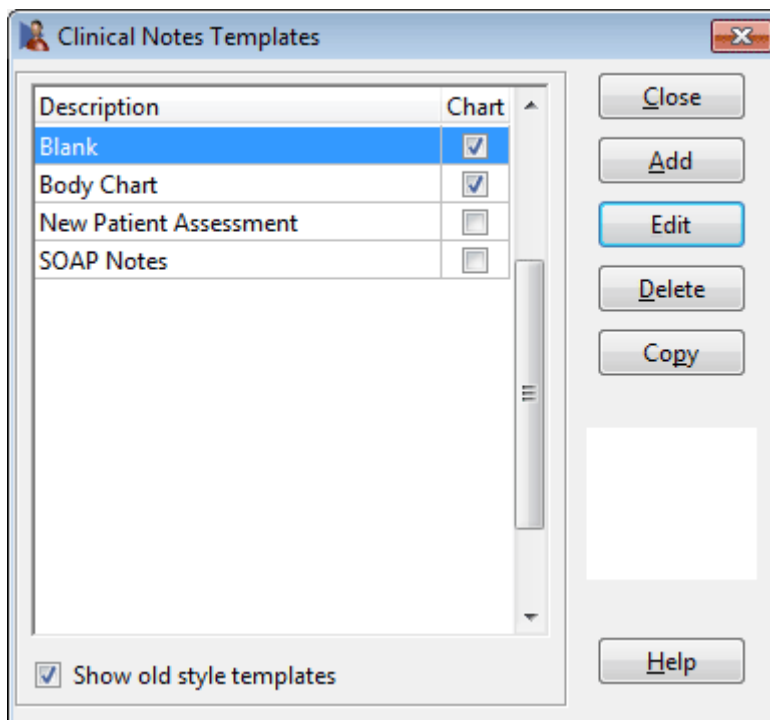 Clinical Notes Templates
Description Chart
Blank
Body Chart
New Patient Assessment
SOAP Notes
Show old style templates
Close
Add
Edit
Delete
Copy
Help